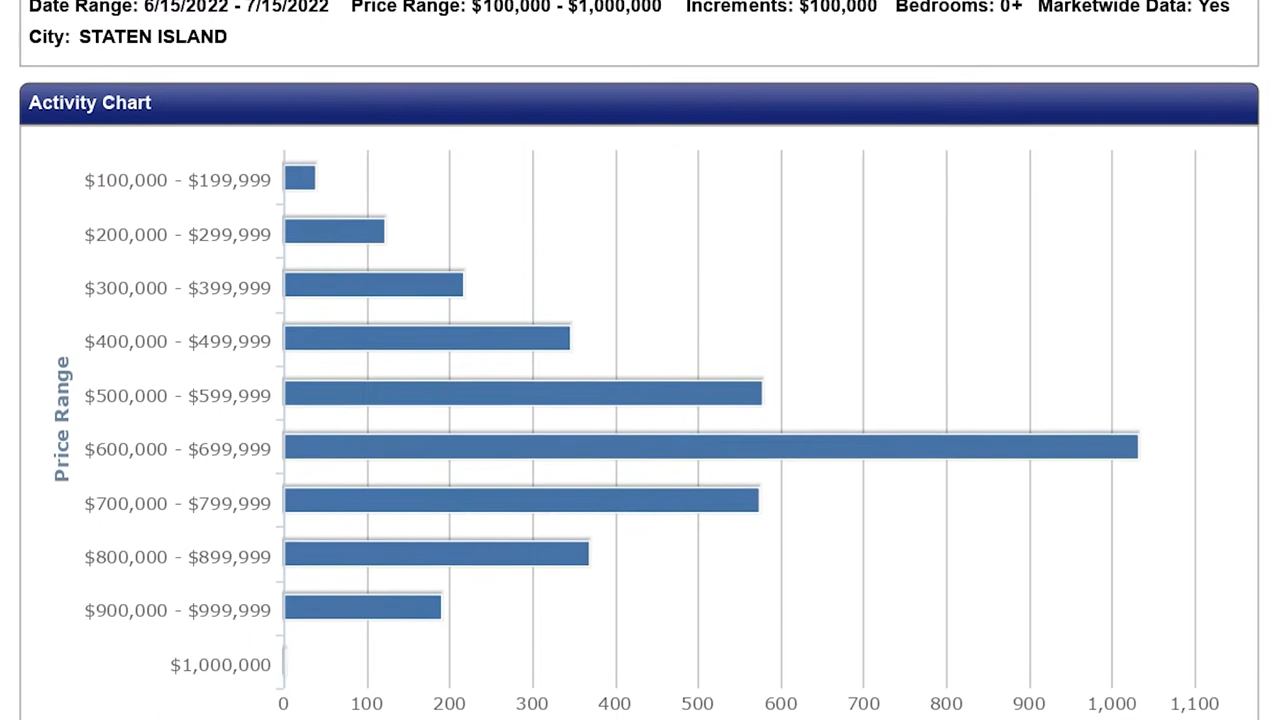 Date Range: 6/15/2022 - 7/15/2022 Price Range: $100,000 - $1,000,000 Increments: $100,000 Bedrooms: 0+ Marketwide Data: Yes
City: STATEN ISLAND
Activity Chart
Price Range
$100,000 - $199,999
$200,000 - $299,999
$300,000 - $399,999
$400,000 - $499,999
$500,000 - $599,999
$600,000 - $699,999
$700,000 - $799,999
$800,000 - $899,999
$900,000 - $999,999
$1,000,000
0 100 200 300 400 500 600 700 800 900 1,000 1,100